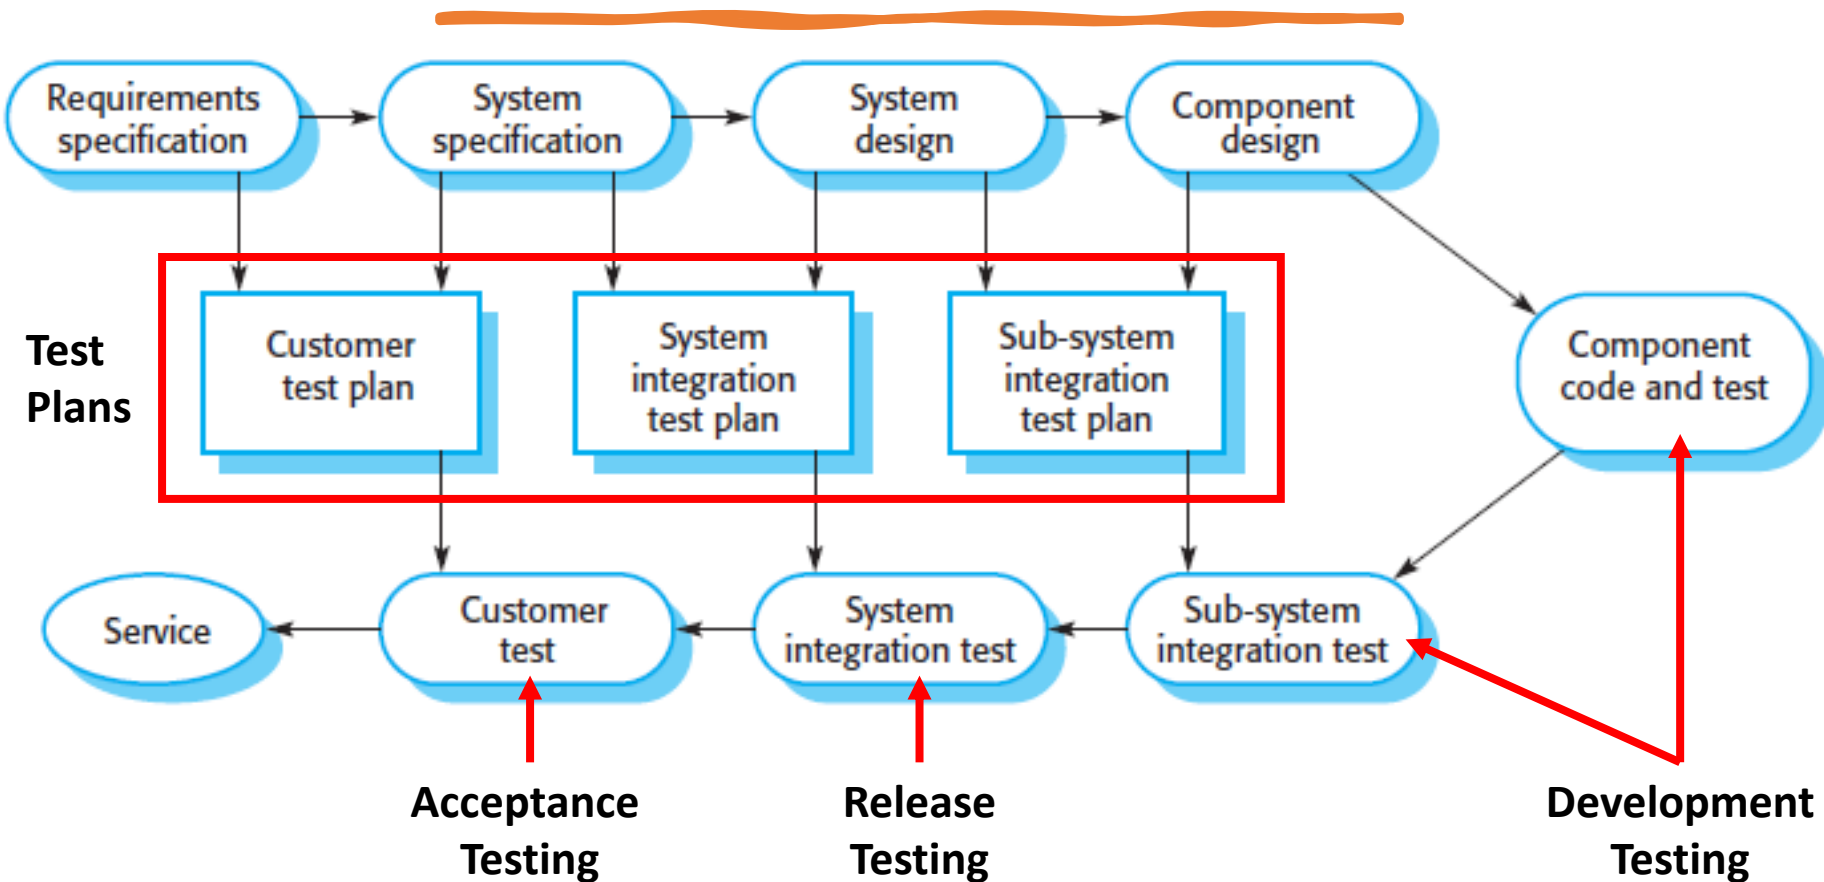 Requirements
specification
System
specification
System
design
Component
design
Test
Plans
Customer
test plan
System
integration
test plan
Sub-system
integration
test plan
Component
code and test
Service
Customer
test
System
integration test
Sub-system
integration test
Acceptance
Testing
Release
Testing
Development
Testing